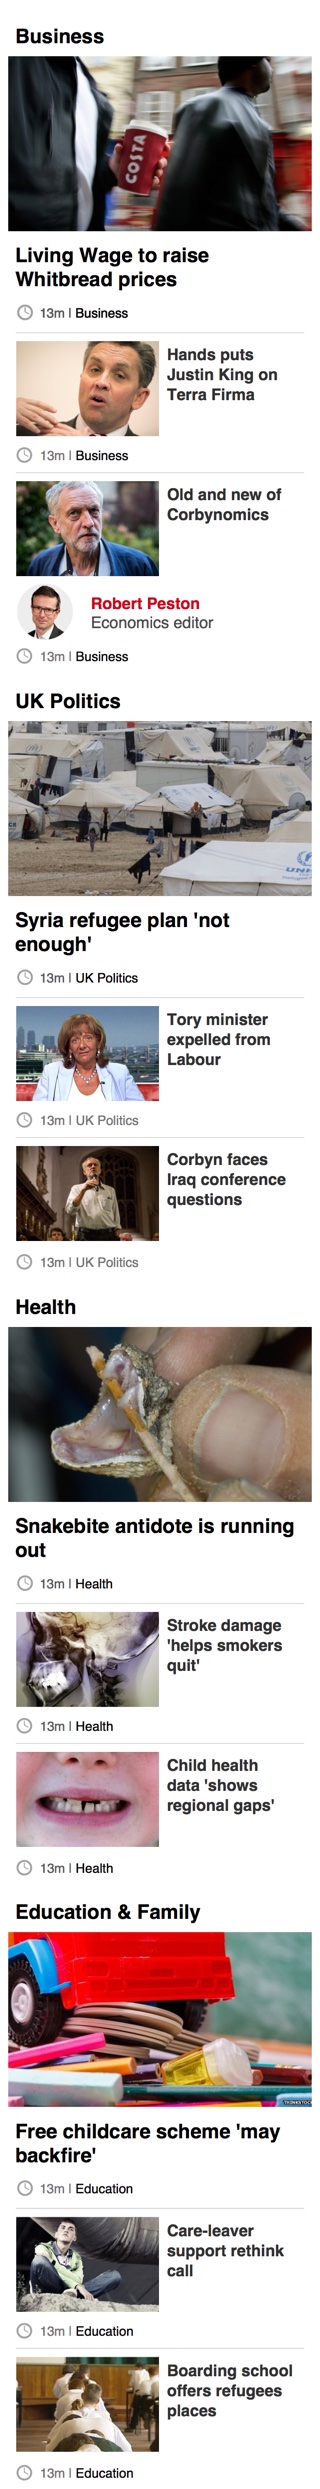 Business
COSTA
Living Wage to raise
Whitbread prices
13m | Business
Hands puts
Justin King on
Terra Firma
13m | Business
Old and new of
Corbynomics
Robert Peston
Economics editor
13m | Business
UK Politics
Syria refugee plan 'not
enough'
13m | UK Politics
Tory minister
expelled from
Labour
13m | UK Politics
Corbyn faces
Iraq conference
questions
13m | UK Politics
Health
Snakebite antidote is running
out
13m | Health
Stroke damage
'helps smokers
quit'
13m | Health
Child health
data 'shows
regional gaps'
13m | Health
Education & Family
THINKSTOCK
Free childcare scheme 'may
backfire'
13m | Education
Care-leaver
support rethink
call
13m | Education
Boarding school
offers refugees
places
13m | Education